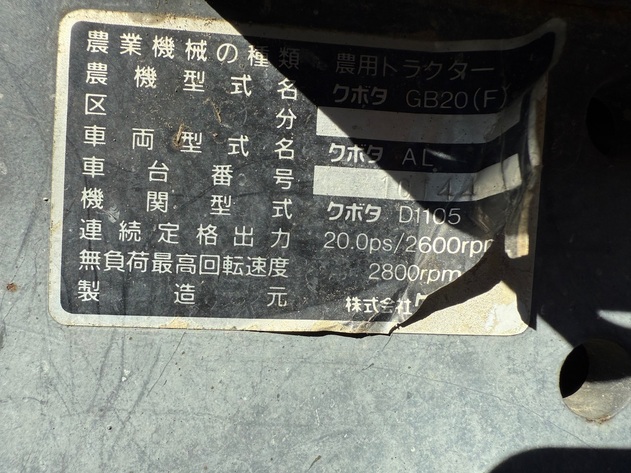 農業機械の種類 農用トラクター
農機型式名 クボタ GB20(F)
区分
車両型式名 クボタ
車台番号
機関型式 クボタ D1105
連続定格出力 20.0ps/2600rpm
無負荷最高回転速度 2800rpm
製造元 株式会社ク